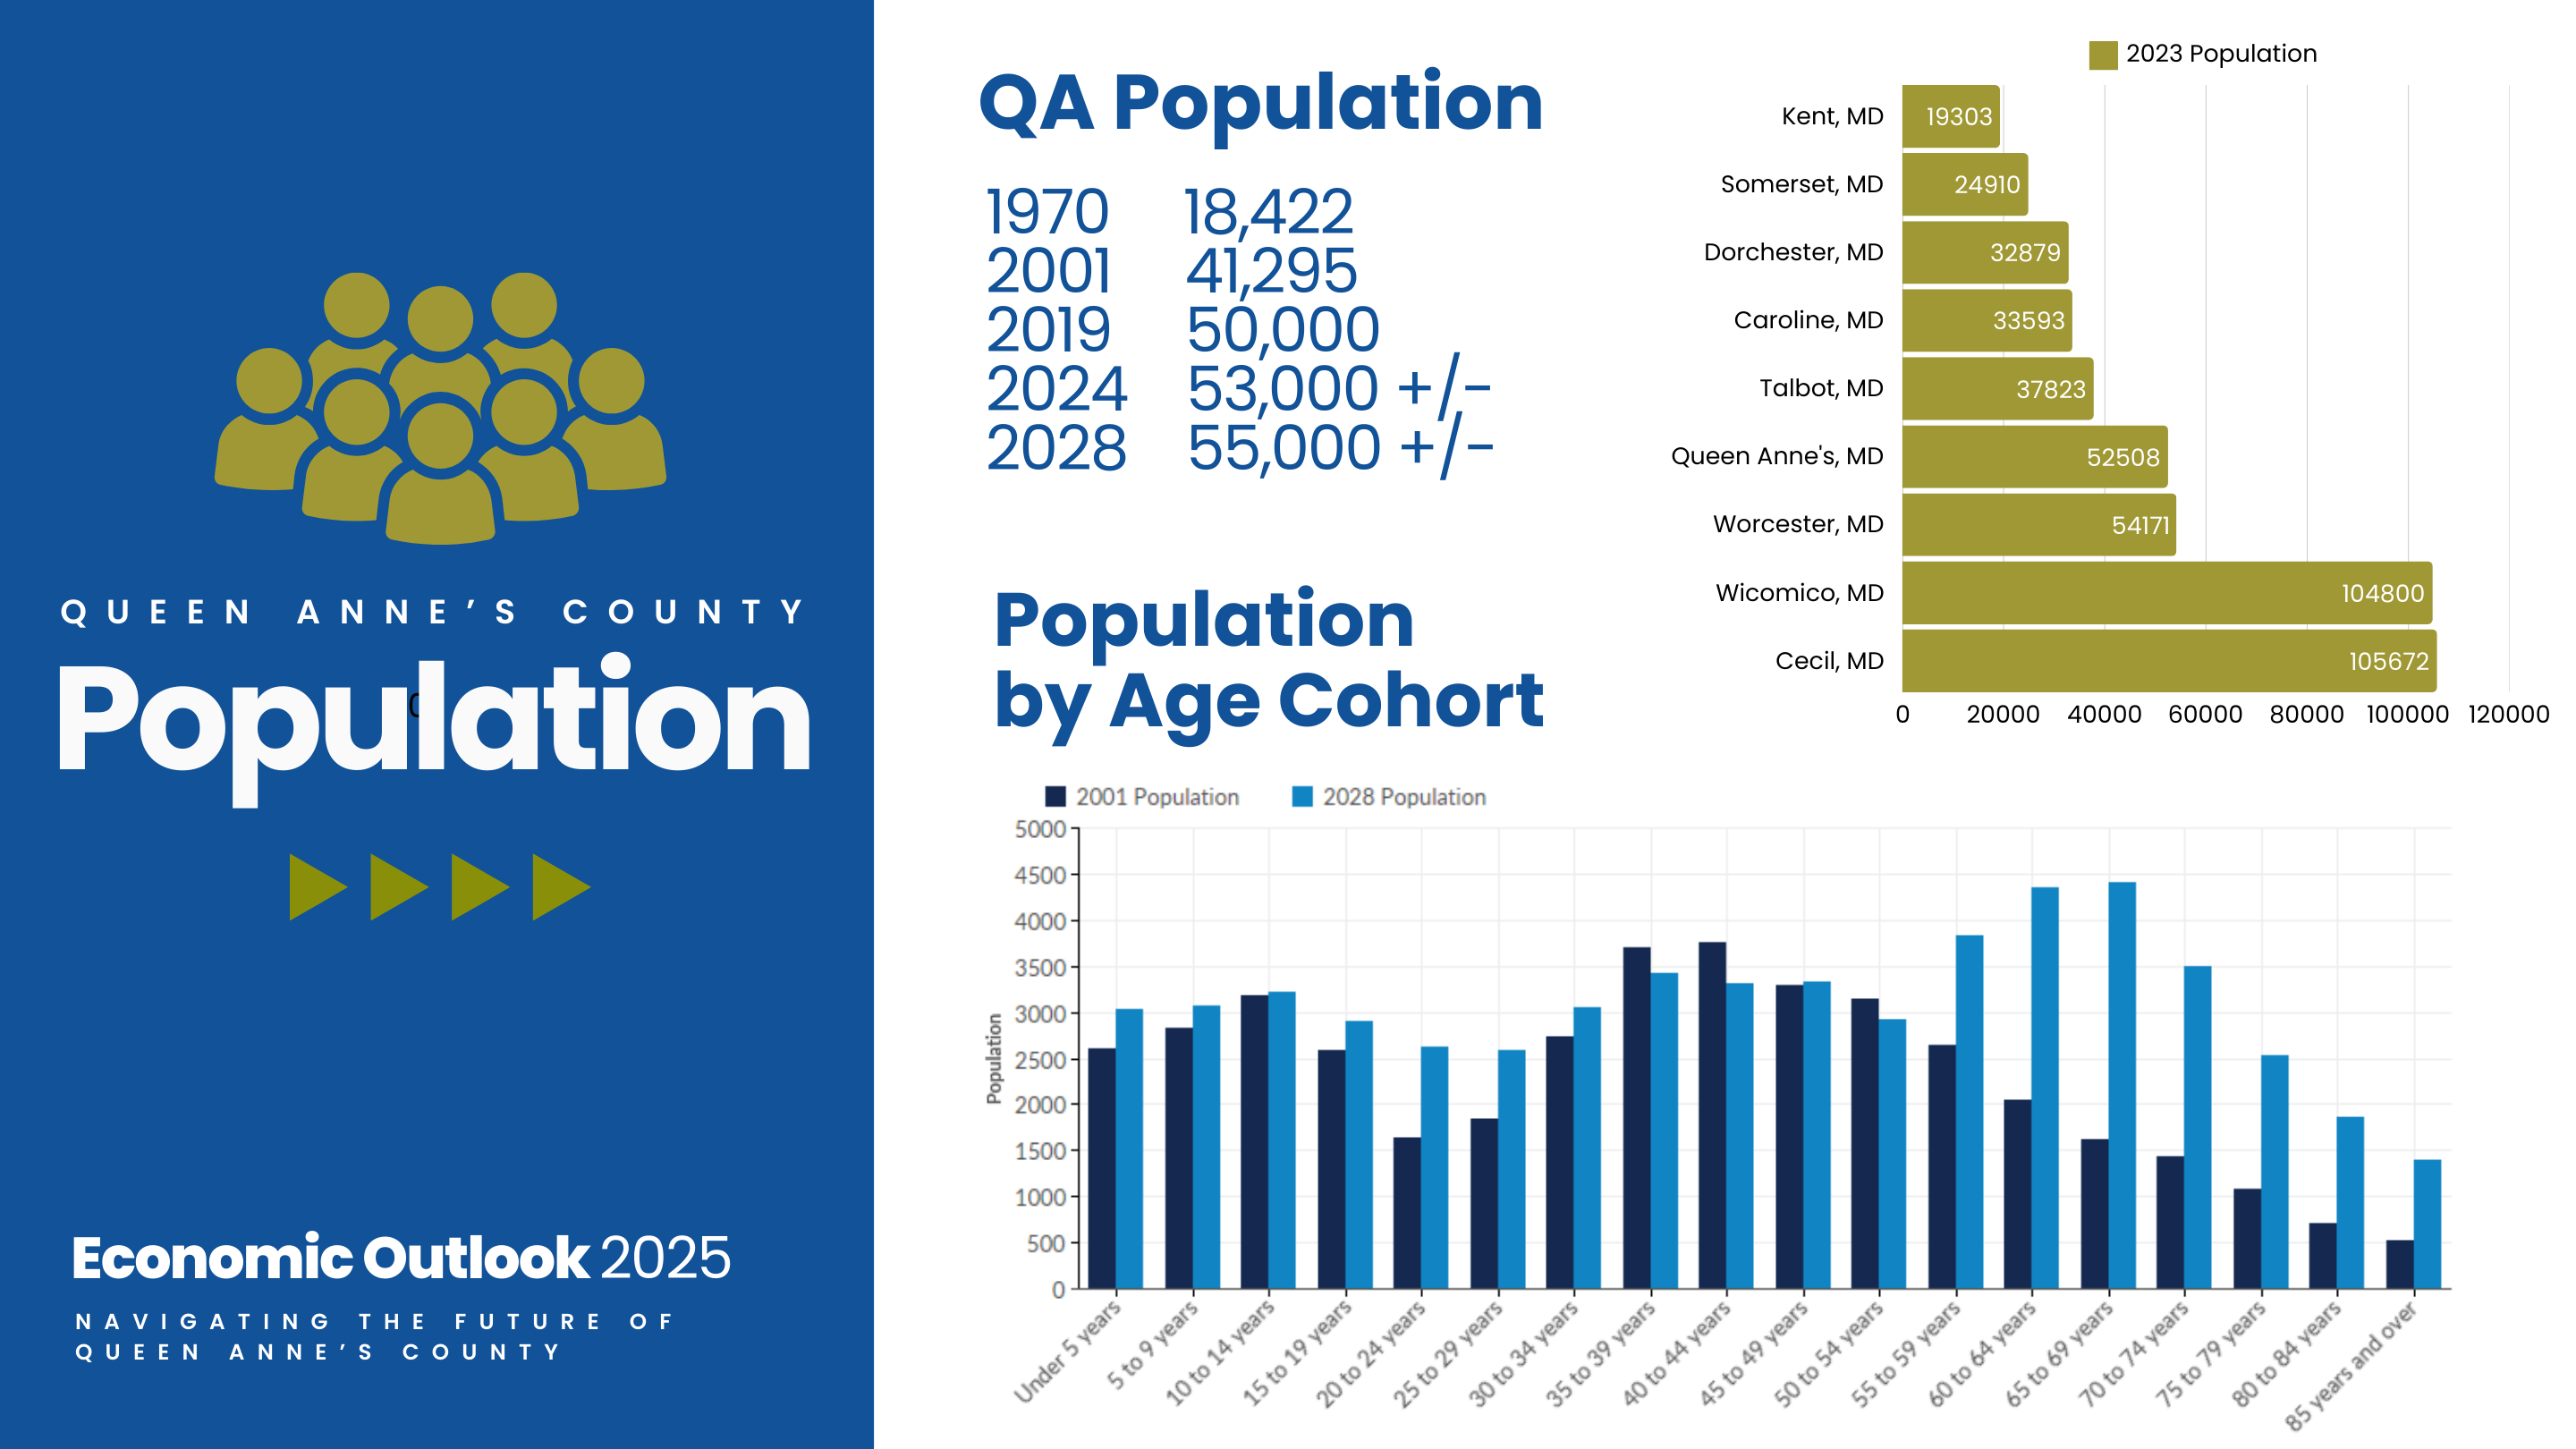 QUEEN ANNE'S COUNTY
Population
Economic Outlook 2025
NAVIGATING THE FUTURE OF
QUEEN ANNE'S COUNTY
QA Population
1970 18,422
2001 41,295
2019 50,000
2024 53,000 +/-
2028 55,000 +/-
2023 Population
Kent, MD 19303
Somerset, MD 24910
Dorchester, MD 32879
Caroline, MD 33593
Talbot, MD 37823
Queen Anne's, MD 52508
Worcester, MD 54171
Wicomico, MD 104800
Cecil, MD 105672
0 20000 40000 60000 80000 100000 120000
Population
by Age Cohort
2001 Population 2028 Population
Population
5000
4500
4000
3500
3000
2500
2000
1500
1000
500
0
Under 5 years
5 to 9 years
10 to 14 years
15 to 19 years
20 to 24 years
25 to 29 years
30 to 34 years
35 to 39 years
40 to 44 years
45 to 49 years
50 to 54 years
55 to 59 years
60 to 64 years
65 to 69 years
70 to 74 years
75 to 79 years
80 to 84 years
85 years and over